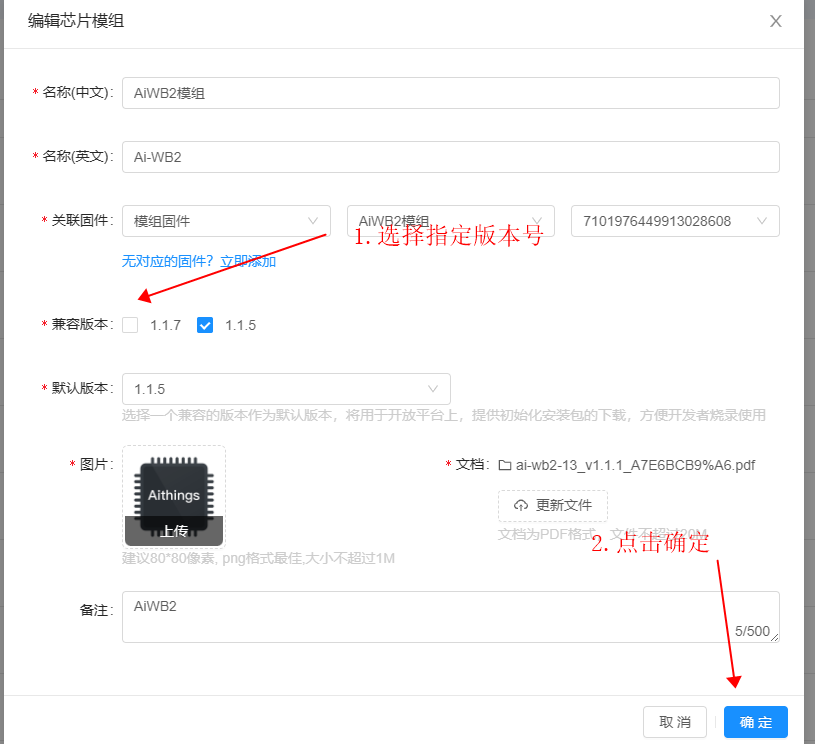 编辑芯片模组
* 名称(中文): AiWB2模组
* 名称(英文): Ai-WB2
* 关联固件: 模组固件 AiWB2模组 7101976449913028608
1.选择指定版本号
无对应的固件? 立即添加
* 兼容版本: 1.1.7 1.1.5
* 默认版本: 1.1.5
选择一个兼容的版本作为默认版本，将用于开放平台上，提供初始化安装包的下载，方便开发者烧录使用
* 图片: * 文档: ai-wb2-13_v1.1.1_A7E6BCB9%A6.pdf
Aithings
更新文件
上传
文档为PDF格式，文件不超过20M
2.点击确定
建议80*80像素, png格式最佳,大小不超过1M
备注: AiWB2
5/500
取 消 确 定